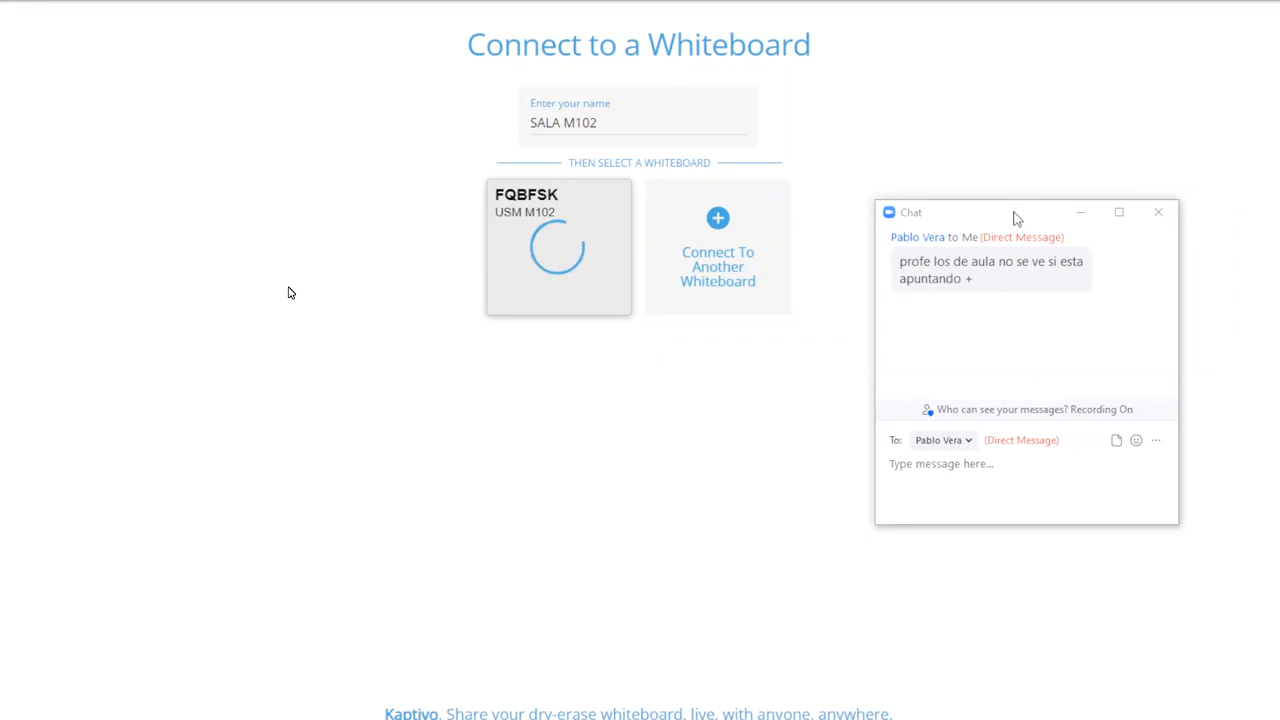 Connect to a Whiteboard
Enter your name
SALA M102
THEN SELECT A WHITEBOARD
FQBFSK
USM M102
Connect To
Another
Whiteboard
Chat
Pablo Vera to Me (Direct Message)
profe los de aula no se ve si esta
apuntando +
Who can see your messages? Recording On
To: Pablo Vera (Direct Message)
Type message here...
Kaptivo. Share your dry-erase whiteboard, live, with anyone, anywhere.